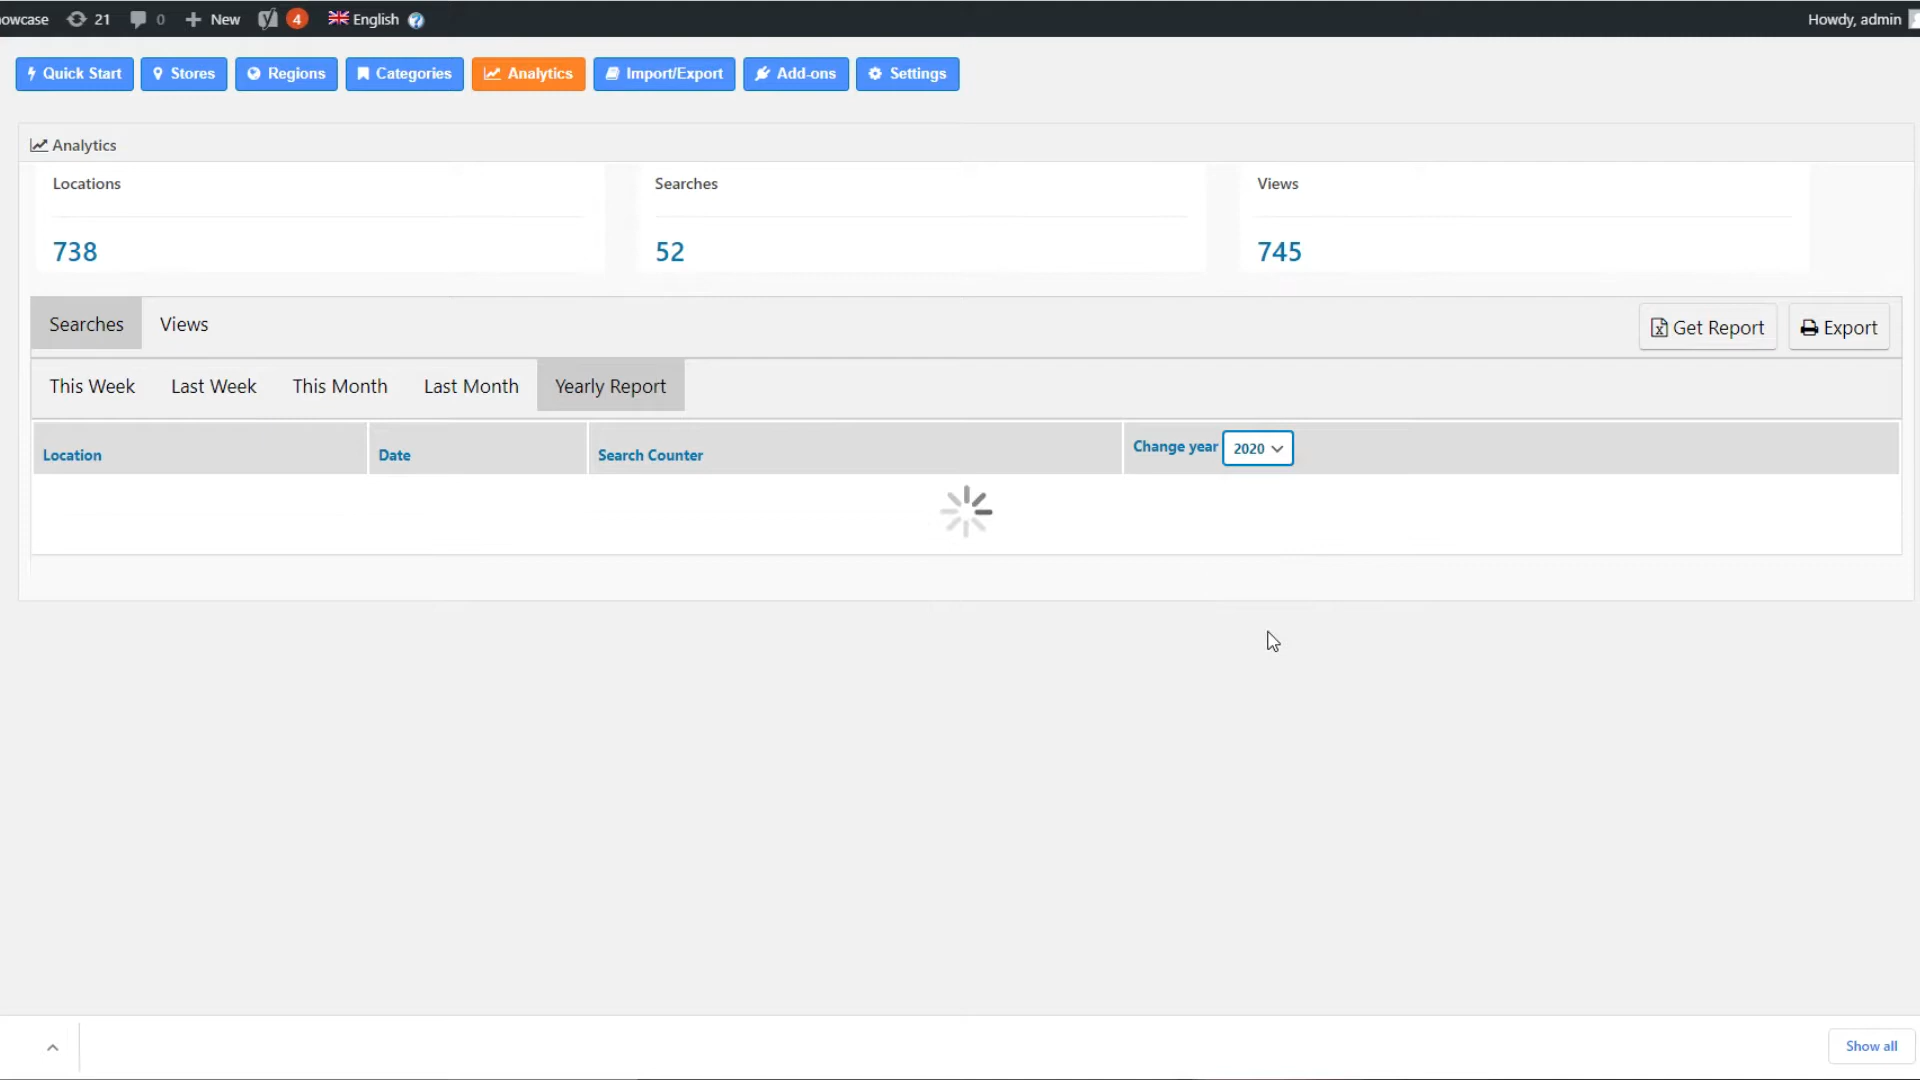 owcase 21 0 New 4 English Howdy, admin
Quick Start Stores Regions Categories Analytics Import/Export Add-ons Settings
Analytics
Locations Searches Views
738 52 745
Searches Views Get Report Export
This Week Last Week This Month Last Month Yearly Report
Location Date Search Counter Change year 2020
Show all